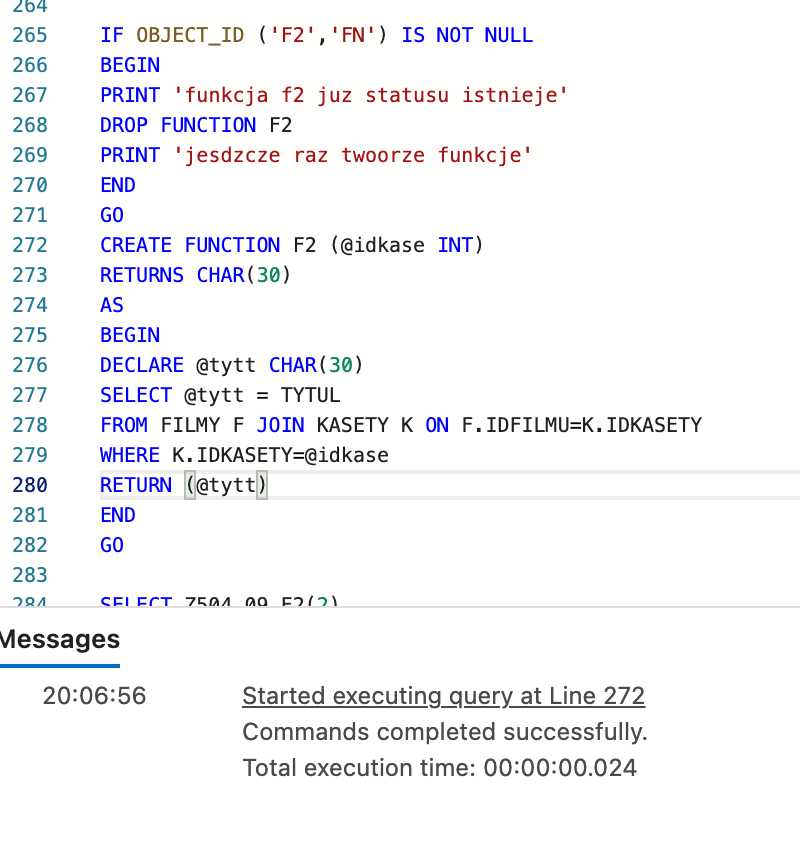 264
265 IF OBJECT_ID ('F2','FN') IS NOT NULL
266 BEGIN
267 PRINT 'funkcja f2 juz statusu istnieje'
268 DROP FUNCTION F2
269 PRINT 'jesdzcze raz twoorze funkcje'
270 END
271 GO
272 CREATE FUNCTION F2 (@idkase INT)
273 RETURNS CHAR(30)
274 AS
275 BEGIN
276 DECLARE @tytt CHAR(30)
277 SELECT @tytt = TYTUL
278 FROM FILMY F JOIN KASETY K ON F.IDFILMU=K.IDKASETY
279 WHERE K.IDKASETY=@idkase
280 RETURN (@tytt)
281 END
282 GO
283
284 SELECT Z504_09.F2(2)
Messages
20:06:56 Started executing query at Line 272
Commands completed successfully.
Total execution time: 00:00:00.024